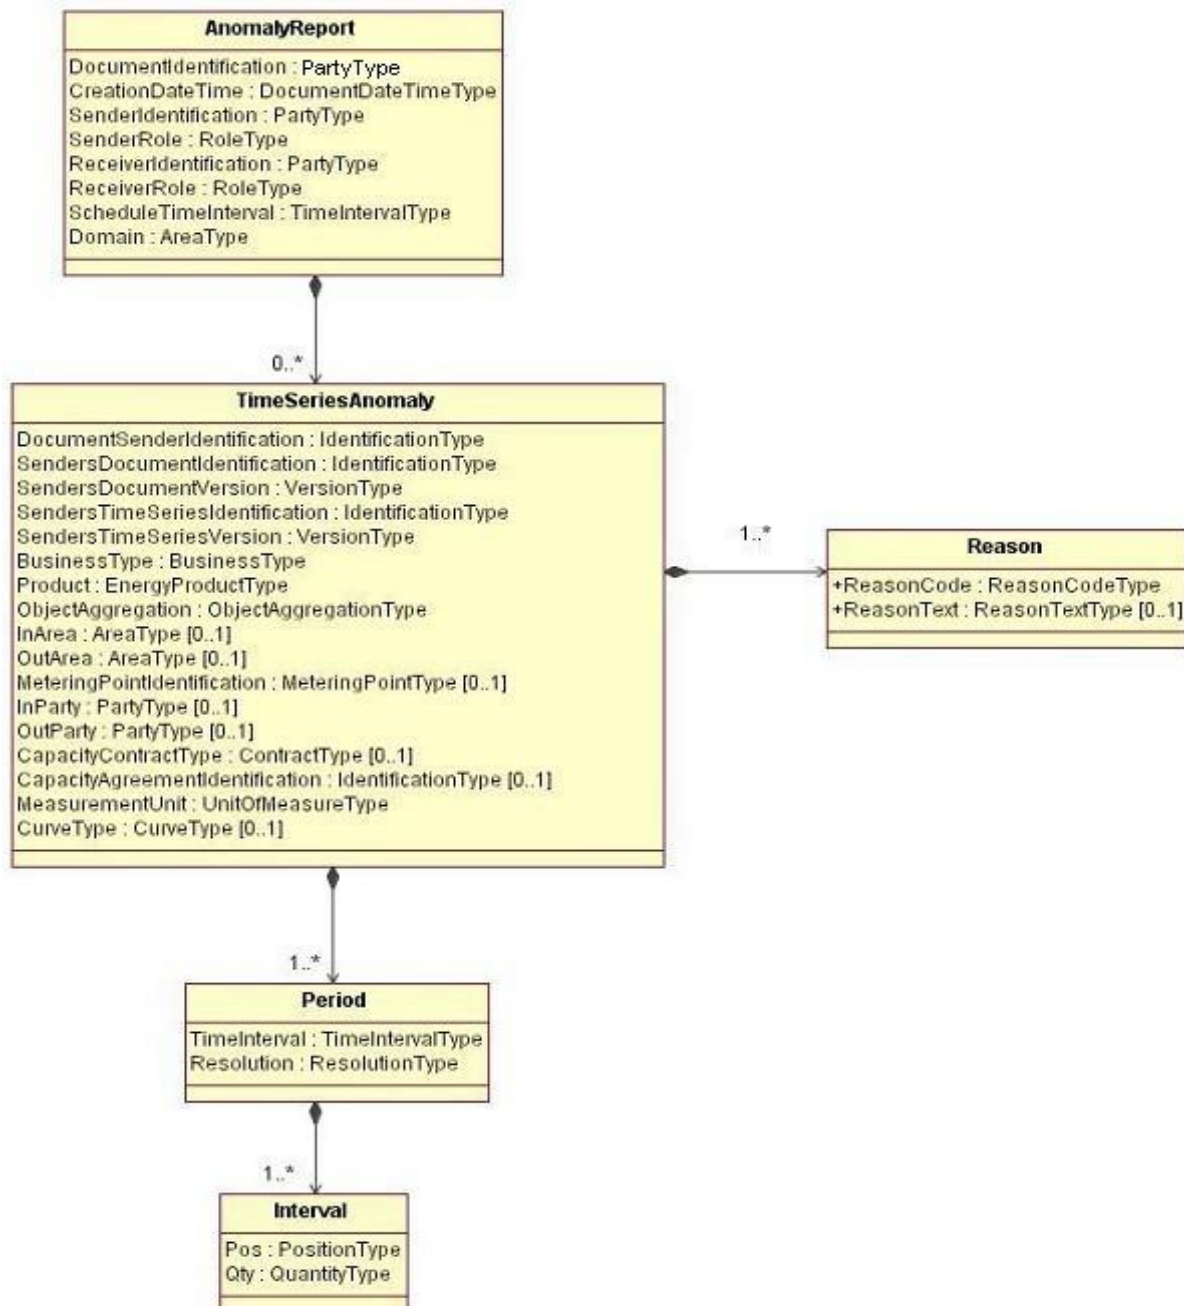 AnomalyReport
DocumentIdentification : PartyType
CreationDateTime : DocumentDateTimeType
SenderIdentification : PartyType
SenderRole : RoleType
ReceiverIdentification : PartyType
ReceiverRole : RoleType
ScheduleTimeInterval : TimeIntervalType
Domain : AreaType
0..*
TimeSeriesAnomaly
DocumentSenderIdentification : IdentificationType
SendersDocumentIdentification : IdentificationType
SendersDocumentVersion : VersionType
SendersTimeSeriesIdentification : IdentificationType
SendersTimeSeriesVersion : VersionType
BusinessType : BusinessType
Product : EnergyProductType
ObjectAggregation : ObjectAggregationType
InArea : AreaType [0..1]
OutArea : AreaType [0..1]
MeteringPointIdentification : MeteringPointType [0..1]
InParty : PartyType [0..1]
OutParty : PartyType [0..1]
CapacityContractType : ContractType [0..1]
CapacityAgreementIdentification : IdentificationType [0..1]
MeasurementUnit : UnitOfMeasureType
CurveType : CurveType [0..1]
1..*
Reason
+ReasonCode : ReasonCodeType
+ReasonText : ReasonTextType [0..1]
1..*
Period
TimeInterval : TimeIntervalType
Resolution : ResolutionType
1..*
Interval
Pos : PositionType
Qty : QuantityType